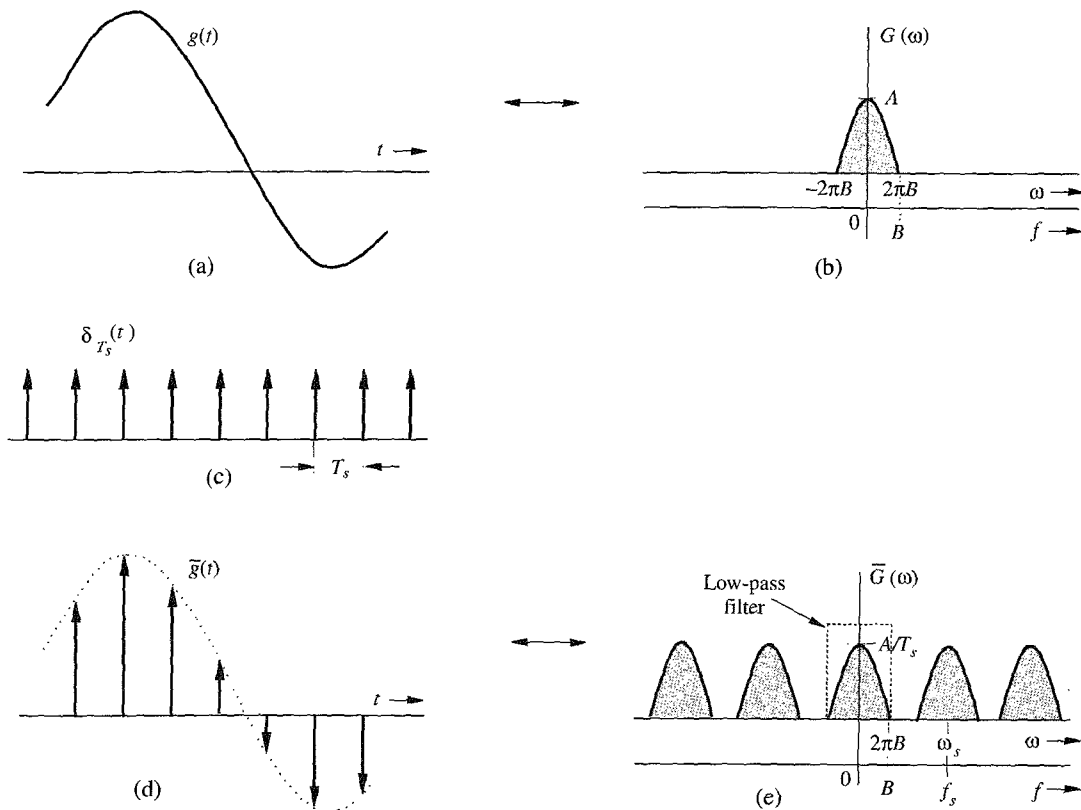 g(t)
t
(a)
G (ω)
A
−2πB 2πB ω
0 B f
(b)
δ_{T_s}(t)
T_s
(c)
g̃(t)
t
(d)
Low-pass
filter
G̅ (ω)
A/T_s
2πB ω_s ω
0 B f_s f
(e)